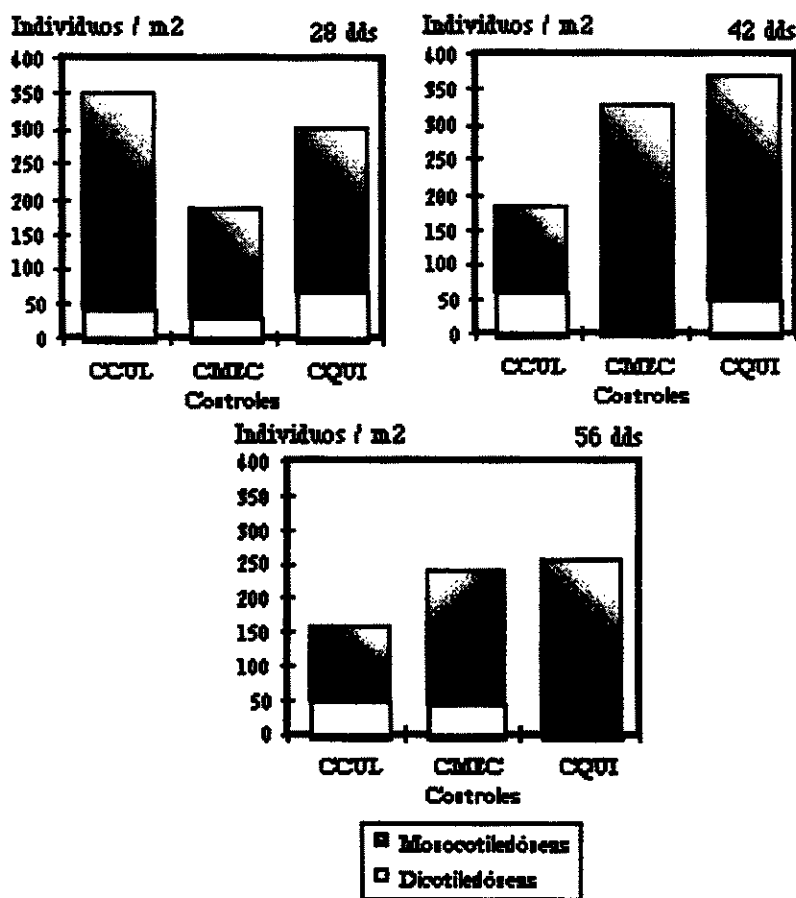 Individuos / m2 28 dds
400
350
300
250
200
150
100
50
0
CCUL CMEC CQUI
Controles
Individuos / m2 42 dds
400
350
300
250
200
150
100
50
0
CCUL CMEC CQUI
Controles
Individuos / m2 56 dds
400
350
300
250
200
150
100
50
0
CCUL CMEC CQUI
Controles
Monocotiledóneas
Dicotiledóneas